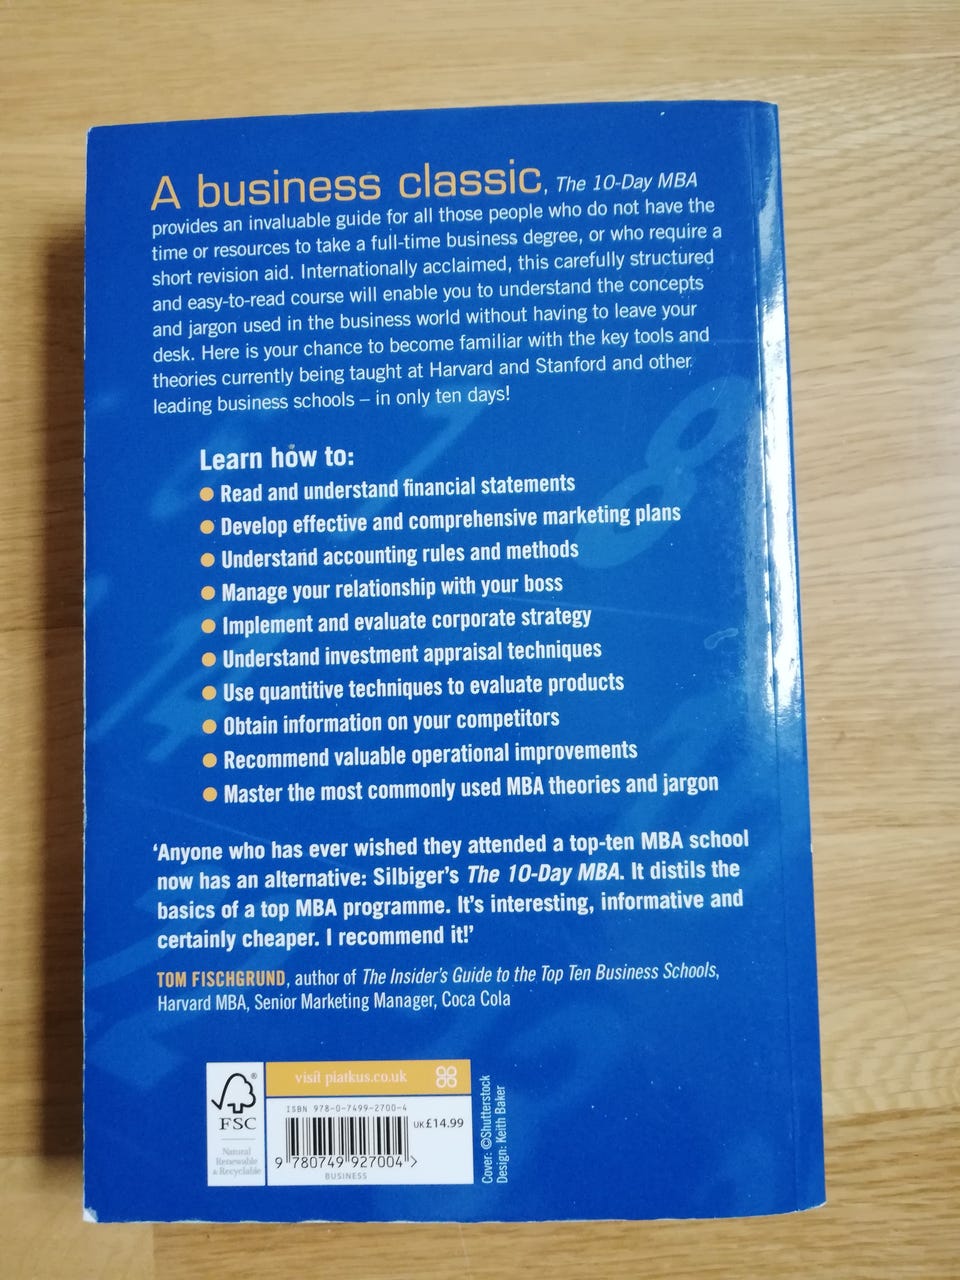 A business classic, The 10-Day MBA
provides an invaluable guide for all those people who do not have the
time or resources to take a full-time business degree, or who require a
short revision aid. Internationally acclaimed, this carefully structured
and easy-to-read course will enable you to understand the concepts
and jargon used in the business world without having to leave your
desk. Here is your chance to become familiar with the key tools and
theories currently being taught at Harvard and Stanford and other
leading business schools – in only ten days!
Learn how to:
● Read and understand financial statements
● Develop effective and comprehensive marketing plans
● Understand accounting rules and methods
● Manage your relationship with your boss
● Implement and evaluate corporate strategy
● Understand investment appraisal techniques
● Use quantitive techniques to evaluate products
● Obtain information on your competitors
● Recommend valuable operational improvements
● Master the most commonly used MBA theories and jargon
‘Anyone who has ever wished they attended a top-ten MBA school
now has an alternative: Silbiger’s The 10-Day MBA. It distils the
basics of a top MBA programme. It’s interesting, informative and
certainly cheaper. I recommend it!’
TOM FISCHGRUND, author of The Insider’s Guide to the Top Ten Business Schools,
Harvard MBA, Senior Marketing Manager, Coca Cola
®
FSC
Natural
Renewable
& Recyclable
visit piatkus.co.uk
ISBN 978-0-7499-2700-4
UK£14.99
9 780749 927004 >
BUSINESS
Cover: ©Shutterstock
Design: Keith Baker